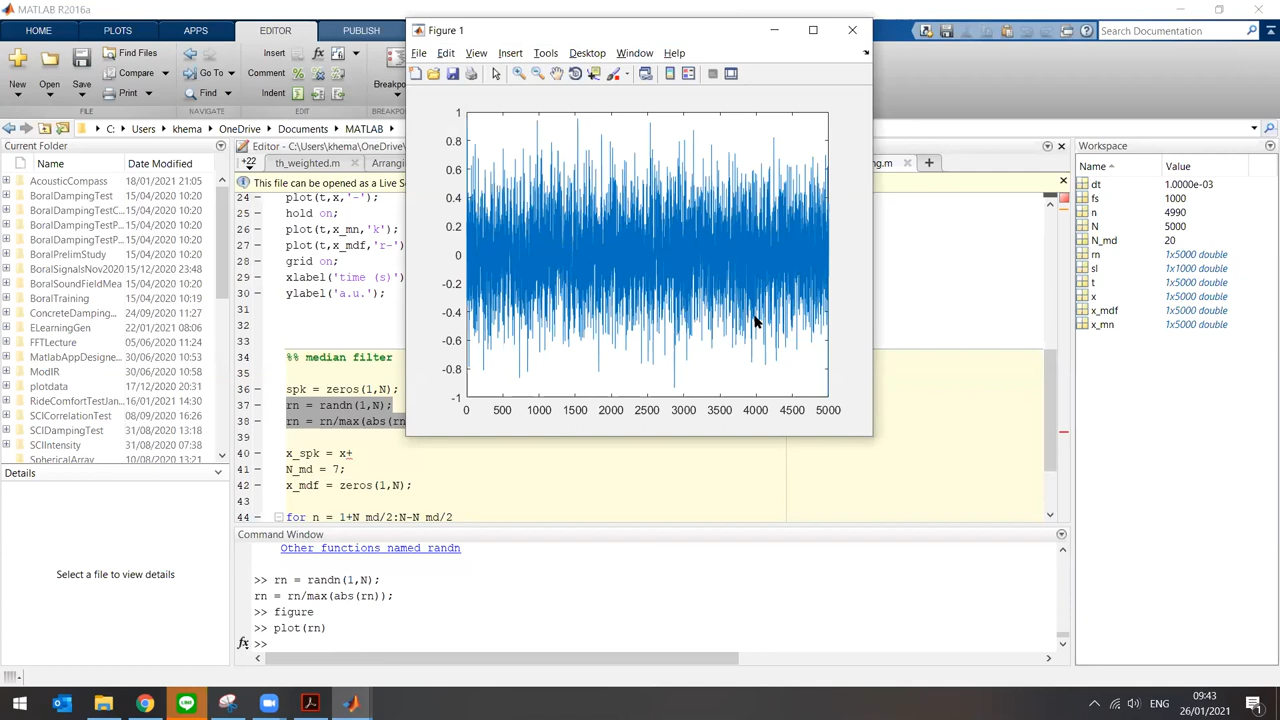 MATLAB R2016a
HOME PLOTS APPS EDITOR PUBLISH
Search Documentation
Figure 1
File Edit View Insert Tools Desktop Window Help
New Open Save
Find Files
Compare
Print
Go To
Find
Insert
Comment
Indent
Breakpo
FILE NAVIGATE EDIT BREAKPO
C: Users khema OneDrive Documents MATLAB
Current Folder
Name Date Modified
AcousticCompass 18/01/2021 21:05
BoralDampingTest 15/04/2020 10:20
BoralDampingTestC... 15/04/2020 10:20
BoralDampingTestP... 15/04/2020 10:20
BoralPrelimStudy 15/04/2020 10:20
BoralSignalsNov2020 15/12/2020 23:48
BoralSoundFieldMea 15/04/2020 10:20
BoralTraining 15/04/2020 10:19
ConcreteDamping... 24/09/2020 11:27
ELearningGen 22/01/2021 08:06
FFTLecture 05/06/2020 11:24
MatlabAppDesigne... 30/06/2020 10:20
ModIR 30/06/2020 10:58
plotdata 17/12/2020 20:31
RideComfortTestJan... 16/01/2021 14:30
SCICorrelationTest 08/09/2020 16:26
SCIDampingTest 31/08/2020 13:18
SCIIntensity 31/08/2020 07:38
SphericalArray 10/08/2020 13:21
Details
Select a file to view details
Editor - C:\Users\khema\OneDrive\
+22 th_weighted.m Arranging
ng.m
This file can be opened as a Live S
24 plot(t,x,'-');
25 hold on;
26 plot(t,x_mn,'k');
27 plot(t,x_mdf,'r-')
28 grid on;
29 xlabel('time (s)')
30 ylabel('a.u.');
31
32
33
34 %% median filter
35
36 spk = zeros(1,N);
37 rn = randn(1,N);
38 rn = rn/max(abs(rn
39
40 x_spk = x+
41 N_md = 7;
42 x_mdf = zeros(1,N);
43
44 for n = 1+N_md/2:N-N_md/2
1
0.8
0.6
0.4
0.2
0
-0.2
-0.4
-0.6
-0.8
-1
0 500 1000 1500 2000 2500 3000 3500 4000 4500 5000
Command Window
Other functions named randn
>> rn = randn(1,N);
rn = rn/max(abs(rn));
>> figure
>> plot(rn)
fx >>
Workspace
Name Value
dt 1.0000e-03
fs 1000
n 4990
N 5000
N_md 20
rn 1x5000 double
sl 1x1000 double
t 1x5000 double
x 1x5000 double
x_mdf 1x5000 double
x_mn 1x5000 double
ENG
09:43
26/01/2021